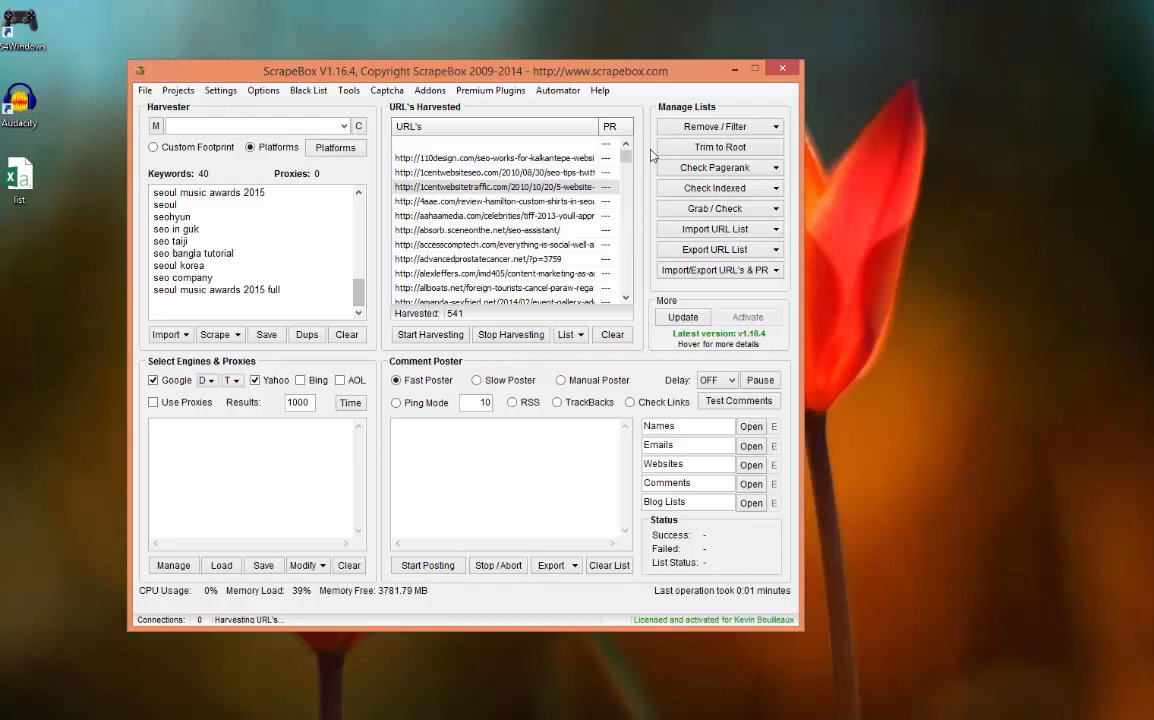 S4Windows
Audacity
list
ScrapeBox V1.16.4, Copyright ScrapeBox 2009-2014 - http://www.scrapebox.com
File Projects Settings Options Black List Tools Captcha Addons Premium Plugins Automator Help
Harvester
M C
Custom Footprint Platforms Platforms
Keywords: 40 Proxies: 0
seoul music awards 2015
seoul
seohyun
seo in guk
seo taiji
seo bangla tutorial
seoul korea
seo company
seoul music awards 2015 full
Import Scrape Save Dups Clear
URL's Harvested
URL's PR
---
http://110design.com/seo-works-for-kalkantepe-websi ---
http://1centwebsiteseo.com/2010/08/30/seo-tips-twitt ---
http://1centwebsitetraffic.com/2010/10/20/5-website- ---
http://4aae.com/review-hamilton-custom-shirts-in-seou ---
http://aahaamedia.com/celebrities/tiff-2013-youll-appr ---
http://absorb.sceneonthe.net/seo-assistant/ ---
http://accesscomptech.com/everything-is-social-well-a ---
http://advancedprostatecancer.net/?p=3759 ---
http://alexleffers.com/imd405/content-marketing-as-a ---
http://allboats.net/foreign-tourists-cancel-paraw-rega ---
http://amanda-seyfried.net/2014/02/event-gallery-ad ---
Harvested: 541
Start Harvesting Stop Harvesting List Clear
Manage Lists
Remove / Filter
Trim to Root
Check Pagerank
Check Indexed
Grab / Check
Import URL List
Export URL List
Import/Export URL's & PR
More
Update Activate
Latest version: v1.16.4
Hover for more details
Select Engines & Proxies
Google D T Yahoo Bing AOL
Use Proxies Results: 1000 Time
Manage Load Save Modify Clear
Comment Poster
Fast Poster Slow Poster Manual Poster Delay: OFF Pause
Ping Mode 10 RSS TrackBacks Check Links Test Comments
Names Open E
Emails Open E
Websites Open E
Comments Open E
Blog Lists Open E
Status
Success: -
Failed: -
List Status: -
Start Posting Stop / Abort Export Clear List
CPU Usage: 0% Memory Load: 39% Memory Free: 3781.79 MB Last operation took 0:01 minutes
Connections: 0 Harvesting URL's... Licensed and activated for Kevin Bouilleaux